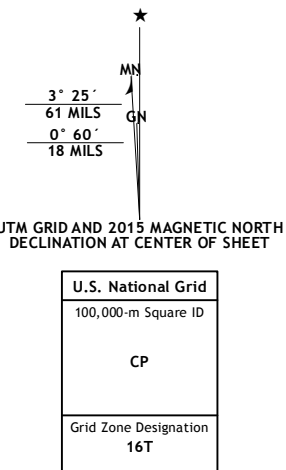 ★
MN
3° 25´
61 MILS
GN
0° 60´
18 MILS
UTM GRID AND 2015 MAGNETIC NORTH
DECLINATION AT CENTER OF SHEET
U.S. National Grid
100,000-m Square ID
CP
Grid Zone Designation
16T